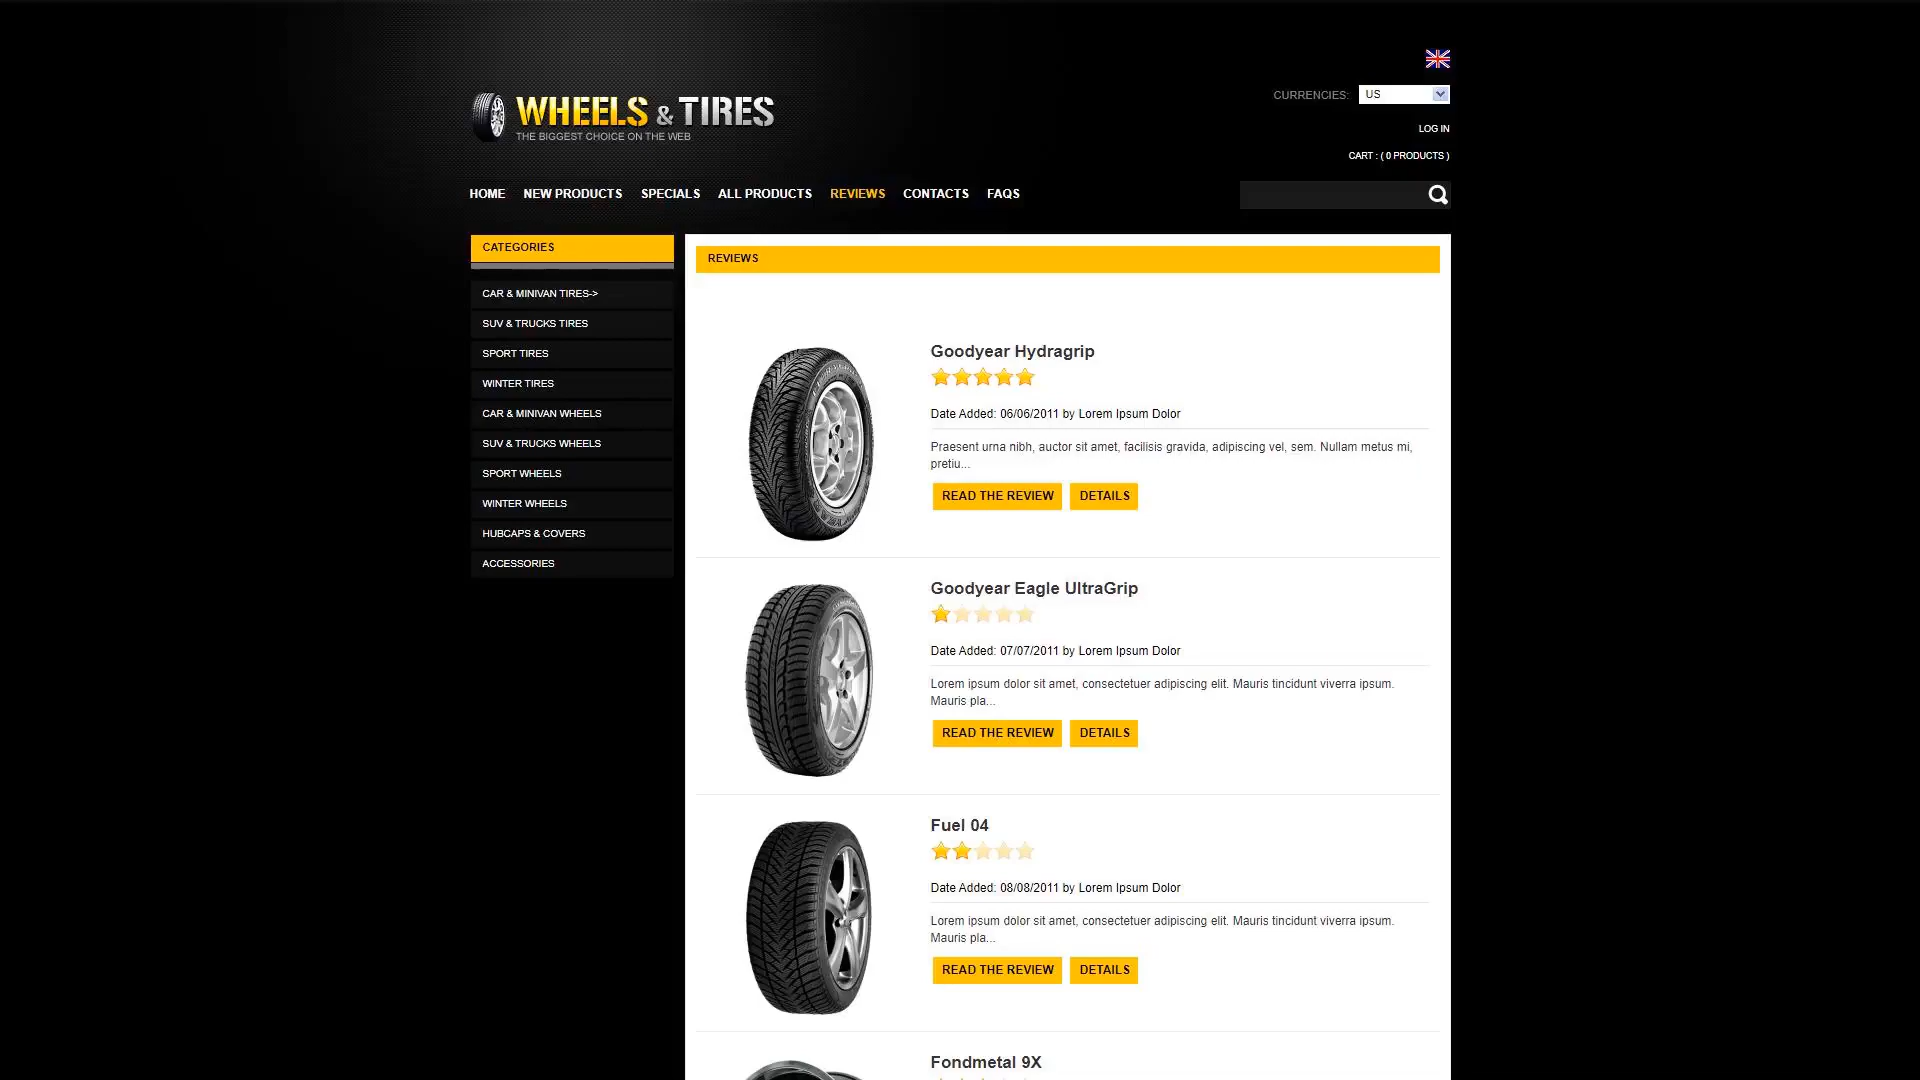 CURRENCIES: US
WHEELS & TIRES
THE BIGGEST CHOICE ON THE WEB
LOG IN
CART : ( 0 PRODUCTS )
HOME NEW PRODUCTS SPECIALS ALL PRODUCTS REVIEWS CONTACTS FAQS
CATEGORIES
CAR & MINIVAN TIRES->
SUV & TRUCKS TIRES
SPORT TIRES
WINTER TIRES
CAR & MINIVAN WHEELS
SUV & TRUCKS WHEELS
SPORT WHEELS
WINTER WHEELS
HUBCAPS & COVERS
ACCESSORIES
REVIEWS
Goodyear Hydragrip
Date Added: 06/06/2011 by Lorem Ipsum Dolor
Praesent urna nibh, auctor sit amet, facilisis gravida, adipiscing vel, sem. Nullam metus mi,
pretiu...
READ THE REVIEW DETAILS
Goodyear Eagle UltraGrip
Date Added: 07/07/2011 by Lorem Ipsum Dolor
Lorem ipsum dolor sit amet, consectetuer adipiscing elit. Mauris tincidunt viverra ipsum.
Mauris pla...
READ THE REVIEW DETAILS
Fuel 04
Date Added: 08/08/2011 by Lorem Ipsum Dolor
Lorem ipsum dolor sit amet, consectetuer adipiscing elit. Mauris tincidunt viverra ipsum.
Mauris pla...
READ THE REVIEW DETAILS
Fondmetal 9X